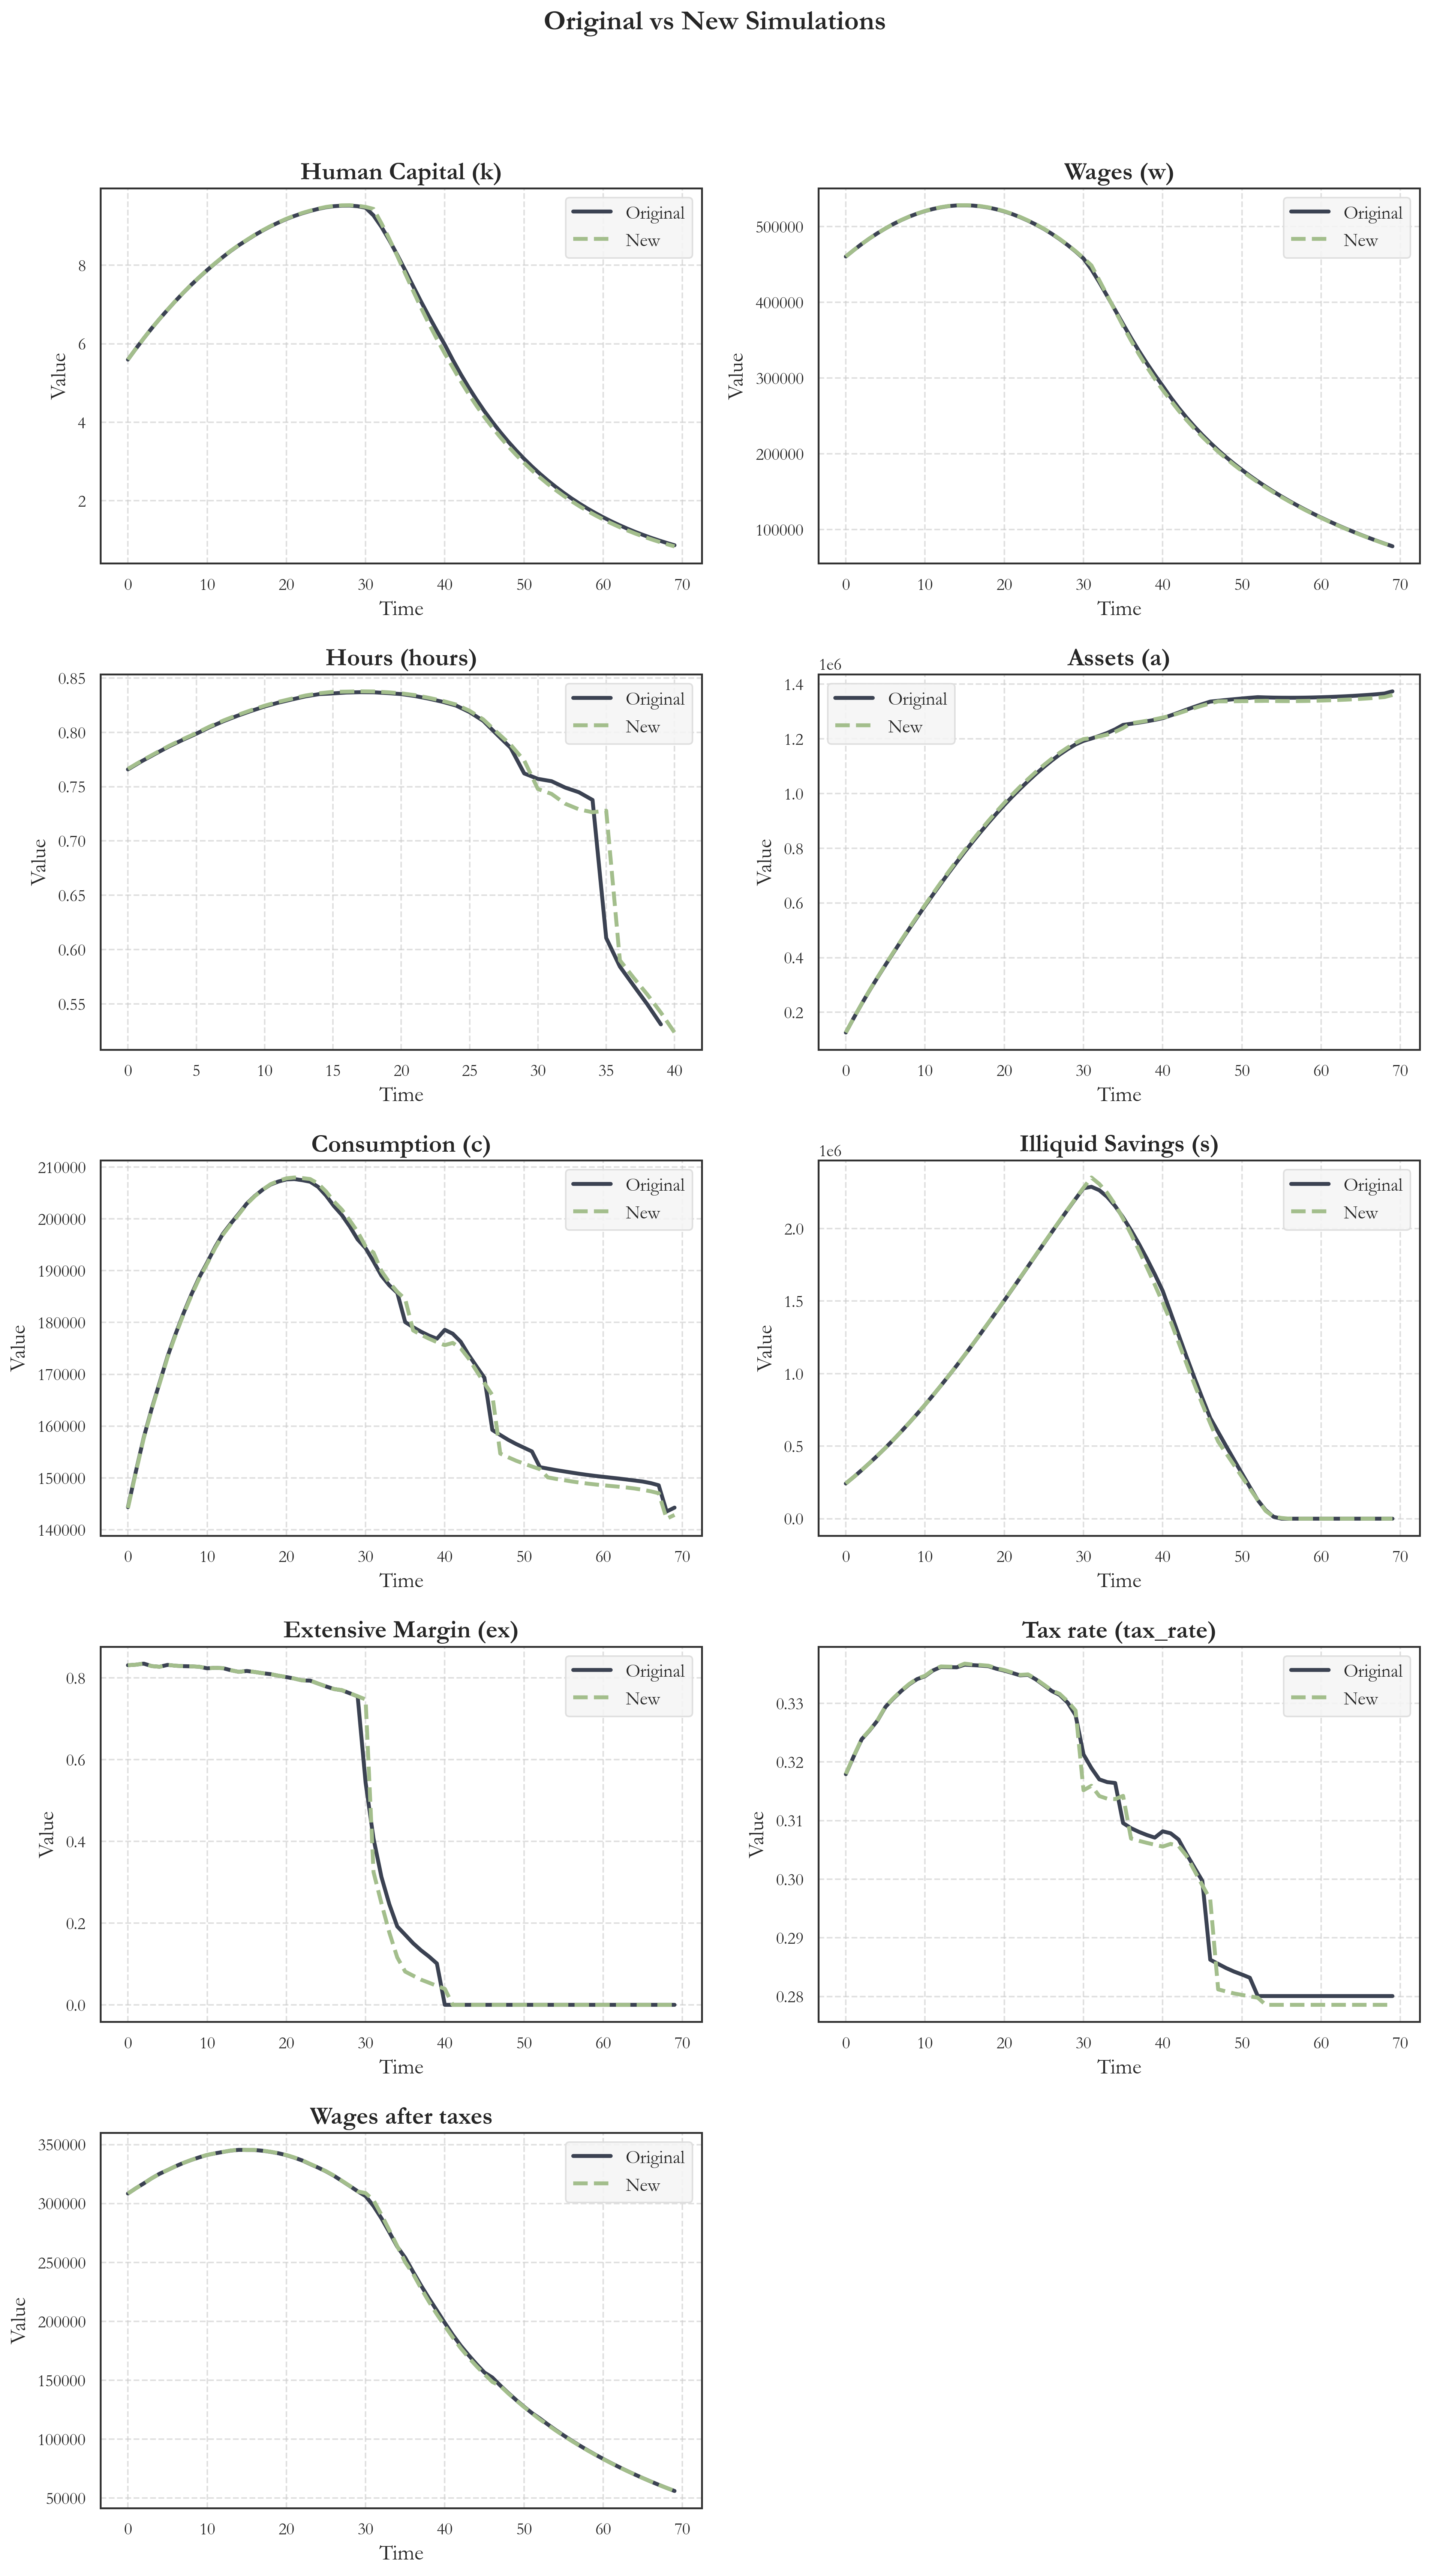 Original vs New Simulations
Human Capital (k)
Value
8
6
4
2
0 10 20 30 40 50 60 70
Time
Original
New
Wages (w)
Value
500000
400000
300000
200000
100000
0 10 20 30 40 50 60 70
Time
Original
New
Hours (hours)
Value
0.85
0.80
0.75
0.70
0.65
0.60
0.55
0 5 10 15 20 25 30 35 40
Time
Original
New
Assets (a)
1e6
Value
1.4
1.2
1.0
0.8
0.6
0.4
0.2
0 10 20 30 40 50 60 70
Time
Original
New
Consumption (c)
Value
210000
200000
190000
180000
170000
160000
150000
140000
0 10 20 30 40 50 60 70
Time
Original
New
Illiquid Savings (s)
1e6
Value
2.0
1.5
1.0
0.5
0.0
0 10 20 30 40 50 60 70
Time
Original
New
Extensive Margin (ex)
Value
0.8
0.6
0.4
0.2
0.0
0 10 20 30 40 50 60 70
Time
Original
New
Tax rate (tax_rate)
Value
0.33
0.32
0.31
0.30
0.29
0.28
0 10 20 30 40 50 60 70
Time
Original
New
Wages after taxes
Value
350000
300000
250000
200000
150000
100000
50000
0 10 20 30 40 50 60 70
Time
Original
New